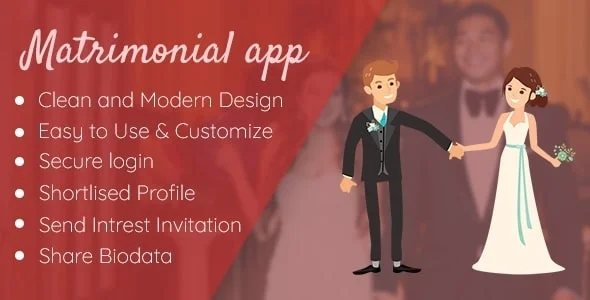 Matrimonial app
• Clean and Modern Design
• Easy to Use & Customize
• Secure login
• Shortlised Profile
• Send Intrest Invitation
• Share Biodata